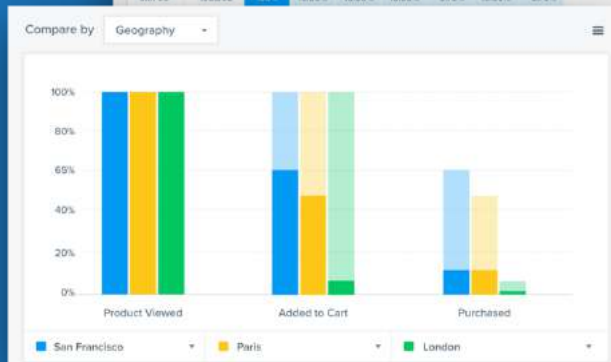 Compare by Geography
100%
80%
65%
40%
20%
0%
Product Viewed Added to Cart Purchased
San Francisco Paris London